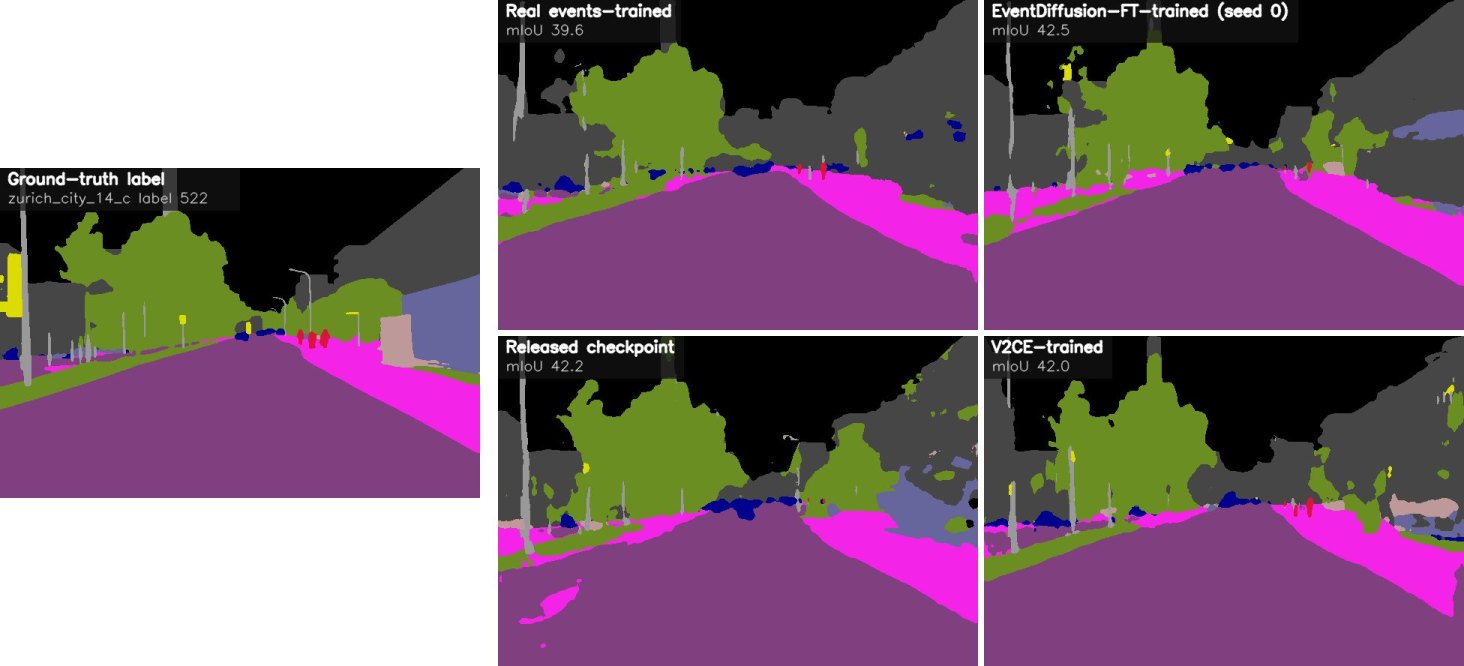 Ground-truth label
zurich_city_14_c label 522
Real events-trained
mIoU 39.6
EventDiffusion-FT-trained (seed 0)
mIoU 42.5
Released checkpoint
mIoU 42.2
V2CE-trained
mIoU 42.0